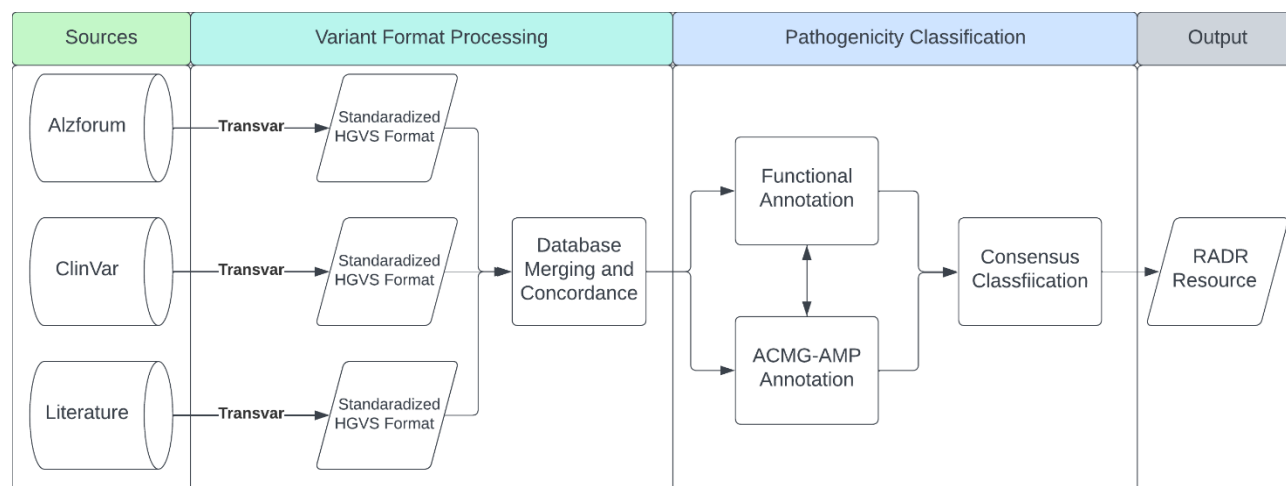 Sources
Variant Format Processing
Pathogenicity Classification
Output
Alzforum
Transvar
Standaradized
HGVS Format
ClinVar
Transvar
Standaradized
HGVS Format
Literature
Transvar
Standaradized
HGVS Format
Database
Merging and
Concordance
Functional
Annotation
ACMG-AMP
Annotation
Consensus
Classfiication
RADR
Resource